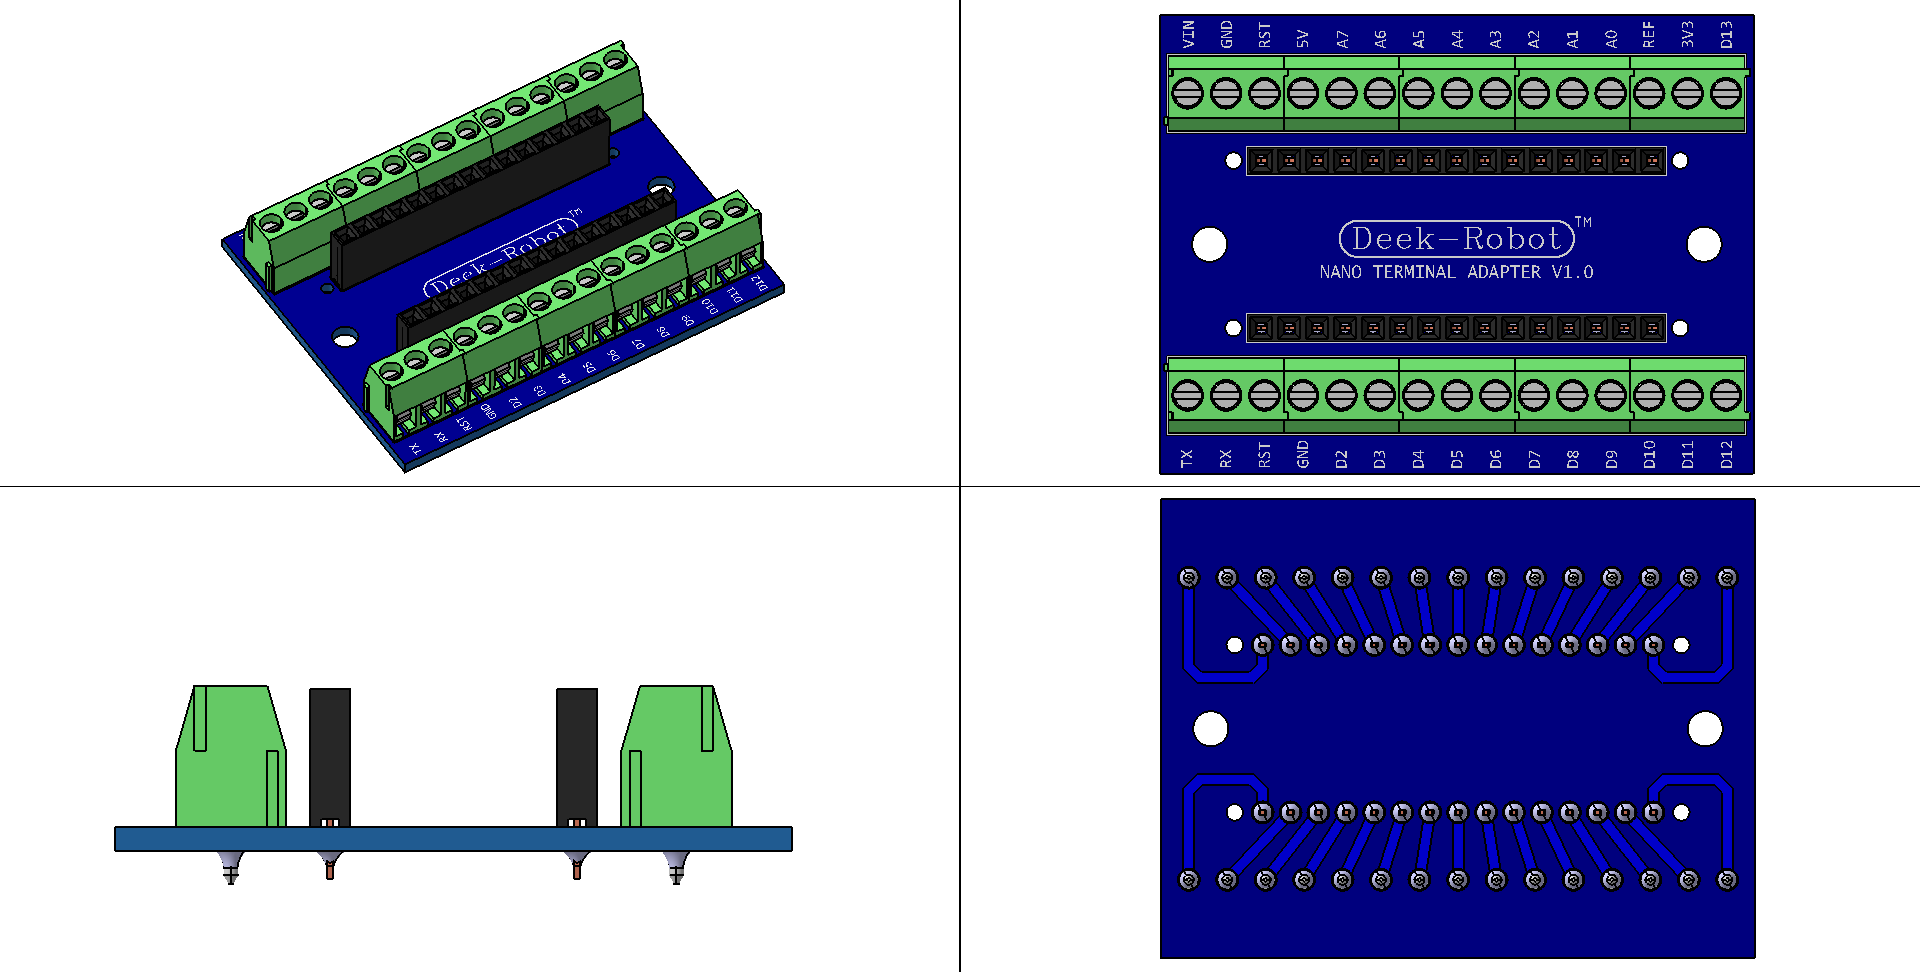 Deek-Robot
TM
TX RX RST GND D2 D3 D4 D5 D6 D7 D8 D9 D10 D11 D12
VIN GND RST 5V A7 A6 A5 A4 A3 A2 A1 A0 REF 3V3 D13
Deek-Robot TM
NANO TERMINAL ADAPTER V1.0
TX RX RST GND D2 D3 D4 D5 D6 D7 D8 D9 D10 D11 D12